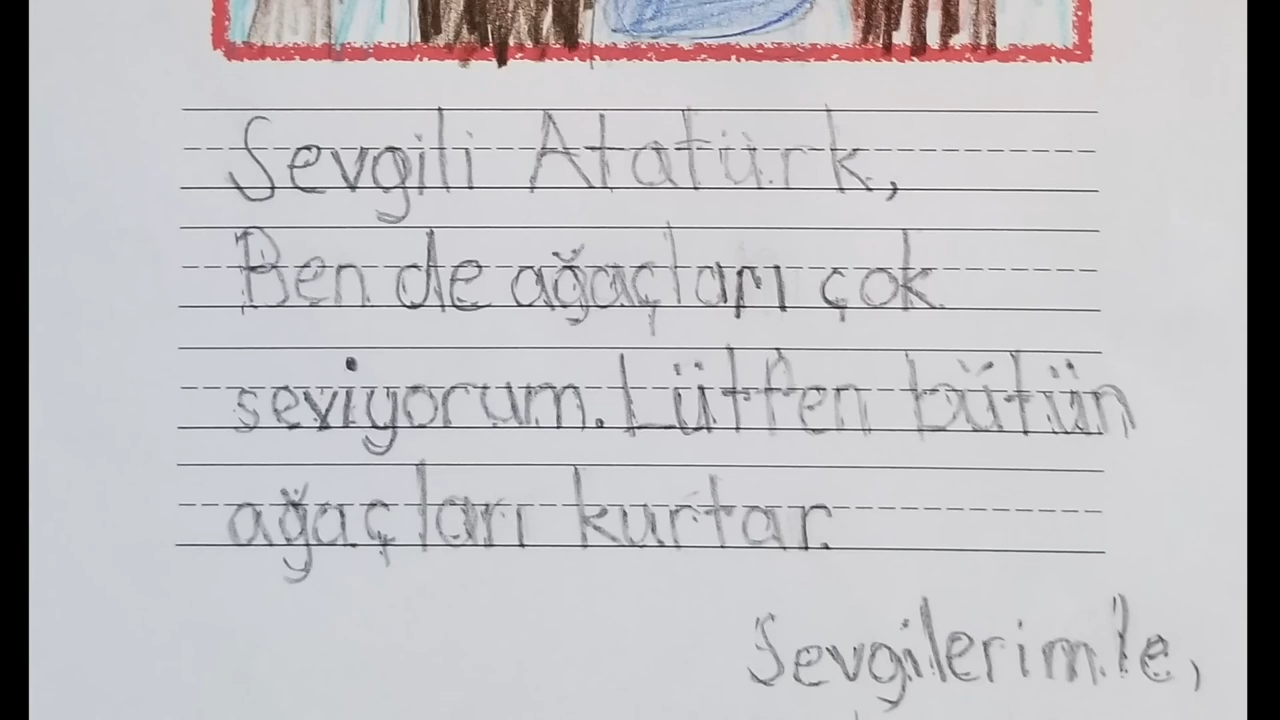 Sevgili Atatürk,
Ben de ağaçları çok
seviyorum. Lütfen bütün
ağaçları kurtar.
Sevgilerimle,